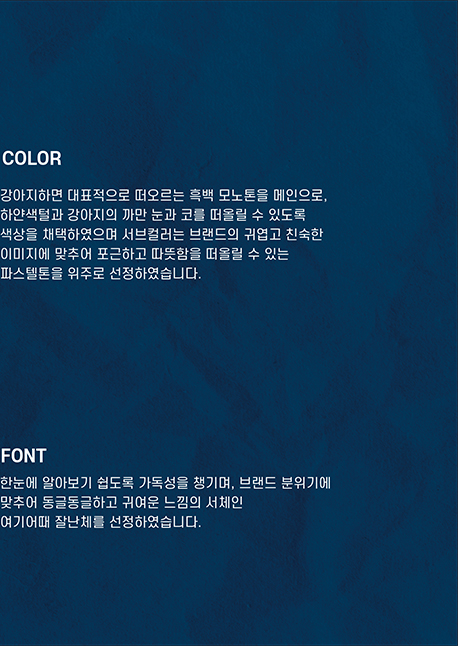 COLOR
강아지하면 대표적으로 떠오르는 흑백 모노톤을 메인으로,
하얀색털과 강아지의 까만 눈과 코를 떠올릴 수 있도록
색상을 채택하였으며 서브컬러는 브랜드의 귀엽고 친숙한
이미지에 맞추어 포근하고 따뜻함을 떠올릴 수 있는
파스텔톤을 위주로 선정하였습니다.
FONT
한눈에 알아보기 쉽도록 가독성을 챙기며, 브랜드 분위기에
맞추어 동글동글하고 귀여운 느낌의 서체인
여기어때 잘난체를 선정하였습니다.